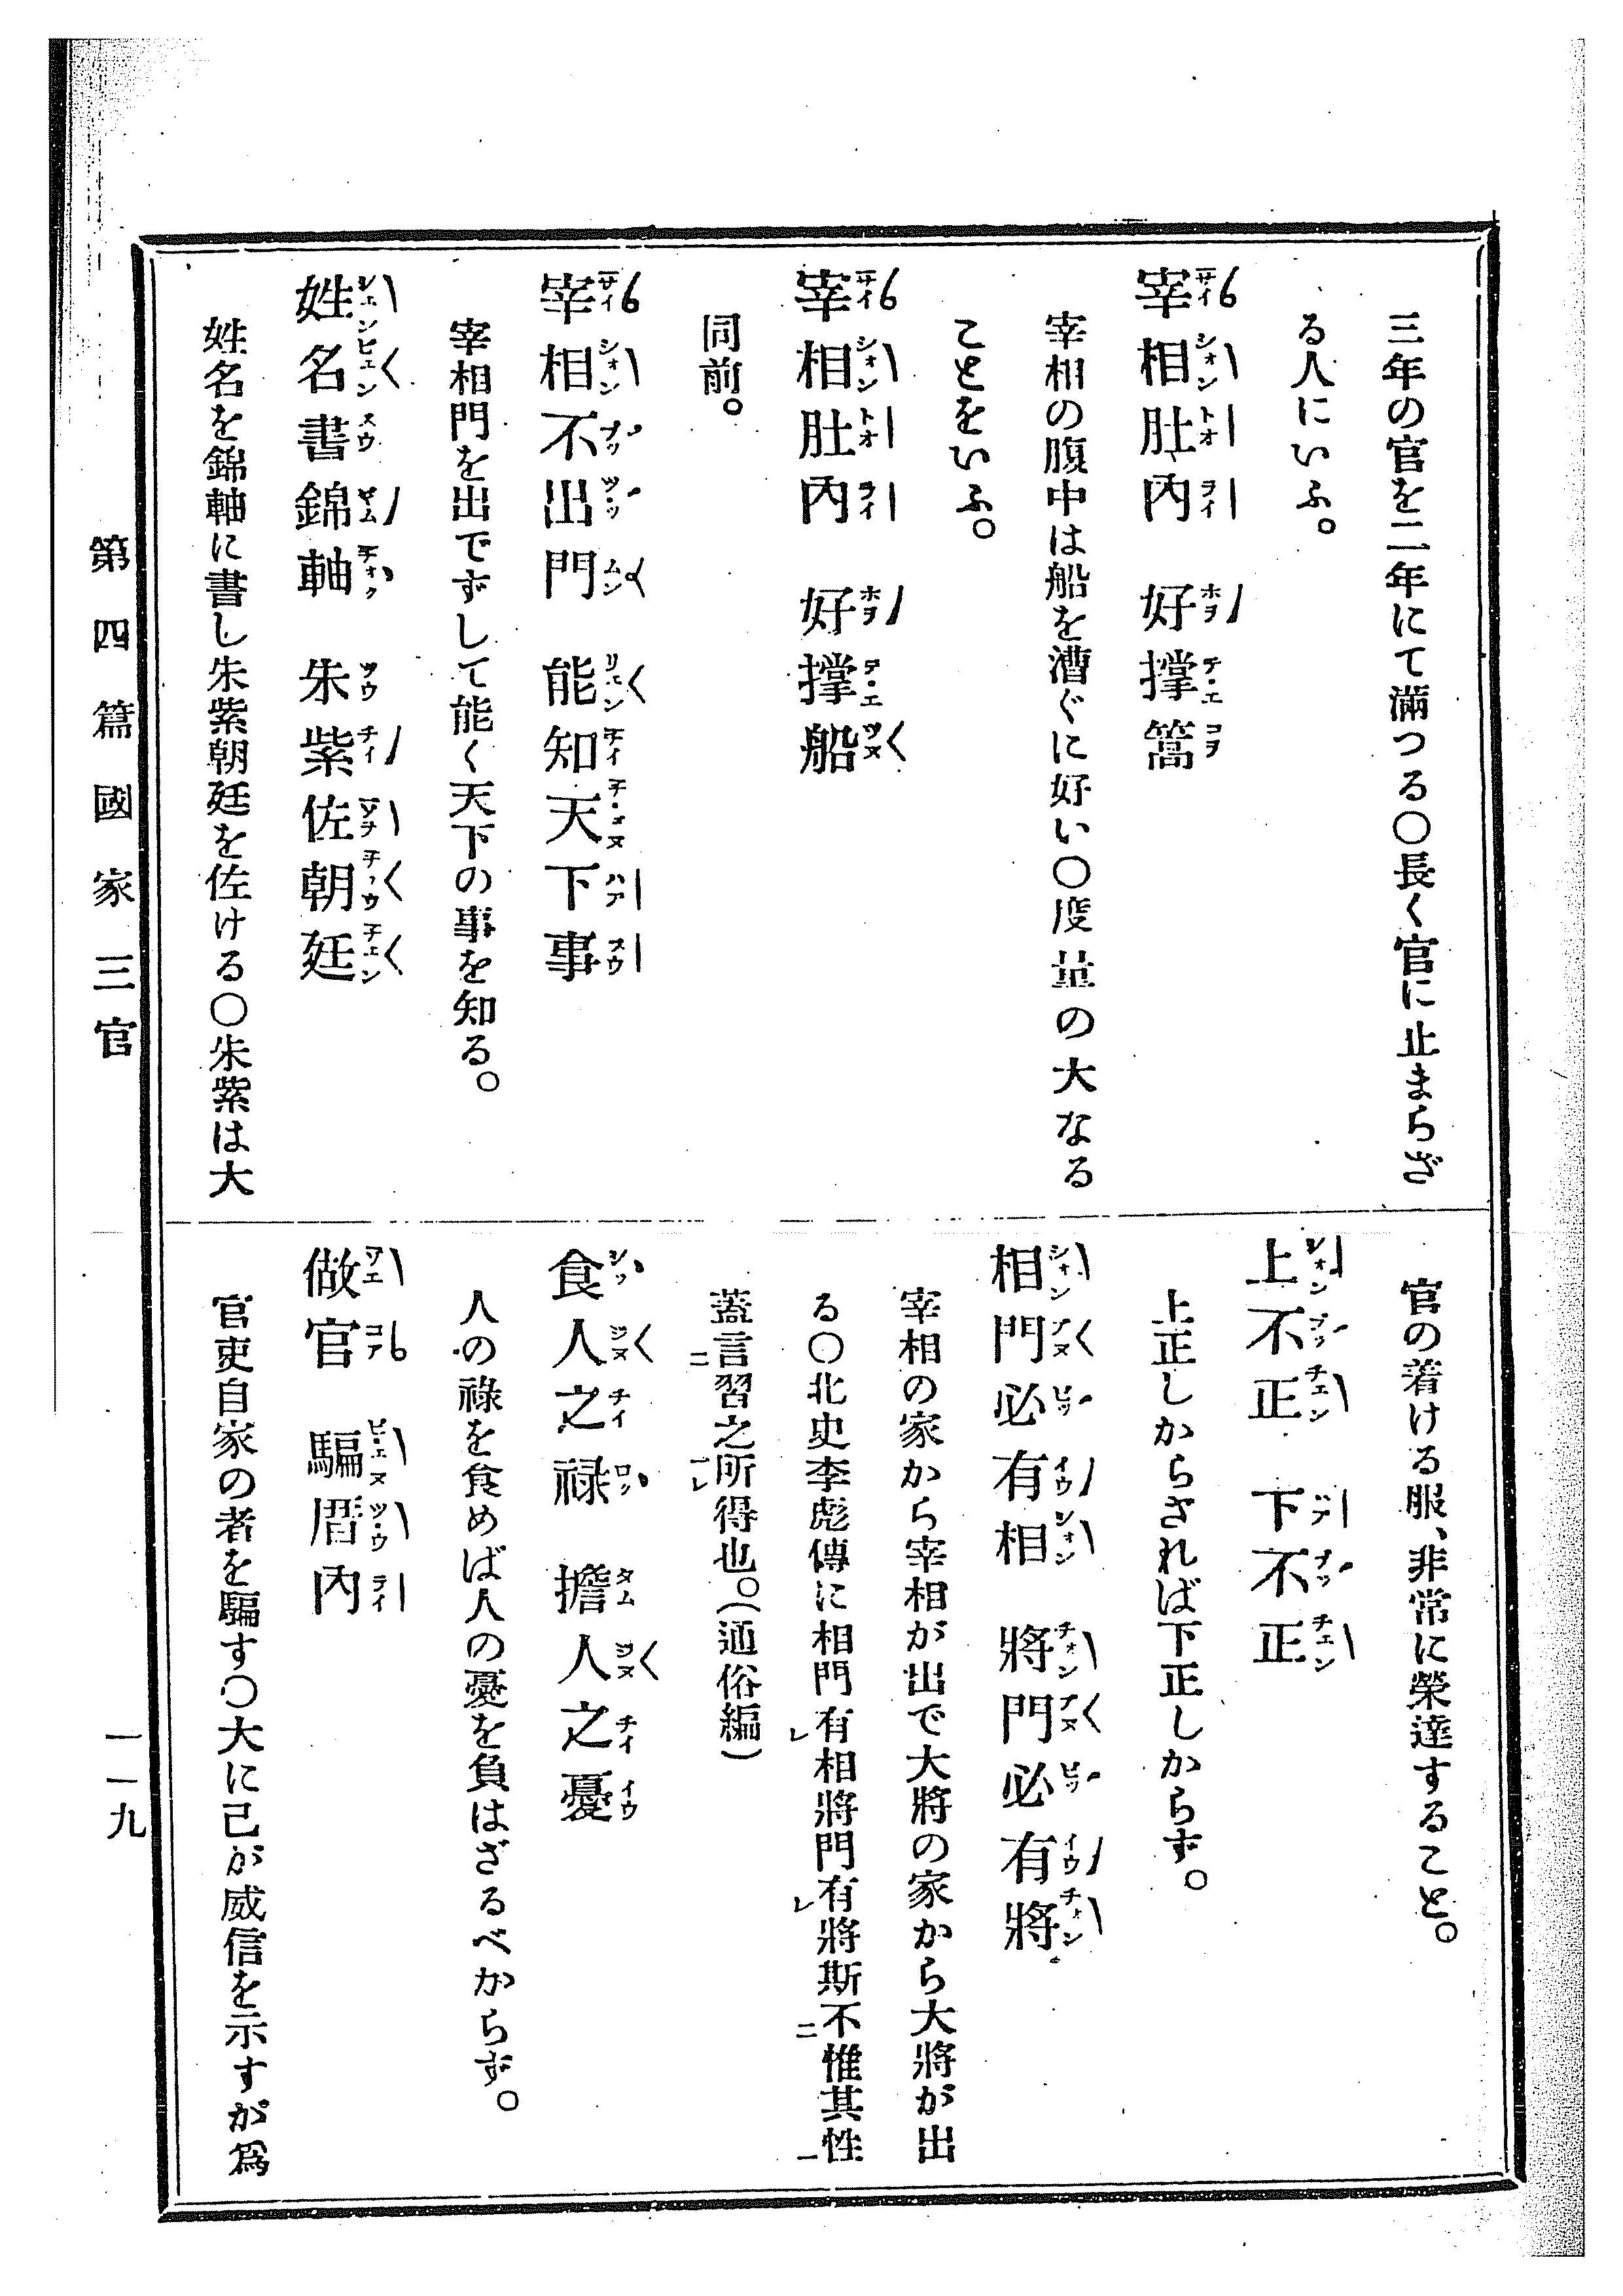 三年の官を二年にて滿つる〇長く官に止まらざ
る人にいふ。
宰相肚內　好撐篙
宰相の腹中は船を漕ぐに好い〇度量の大なる
ことをいふ。
宰相肚內　好撐船
同前。
宰相不出門　能知天下事
宰相門を出でずして能く天下の事を知る。
姓名書錦軸　朱紫佐朝廷
姓名を錦軸に書し朱紫朝廷を佐ける〇朱紫は大
官の着ける服、非常に榮達すること。
上不正　下不正
上正しからざれば下正しからず。
相門必有相　將門必有將
宰相の家から宰相が出で大將の家から大將が出
る〇北史李彪傳に相門有相將門有將斯不惟其性
蓋言習之所得也。(通俗編)
食人之祿　擔人之憂
人の祿を食めば人の憂を負はざるべからず。
做官　騙厝內
官吏自家の者を騙す〇大に己が威信を示すが爲
第四篇國家　三官
一一九